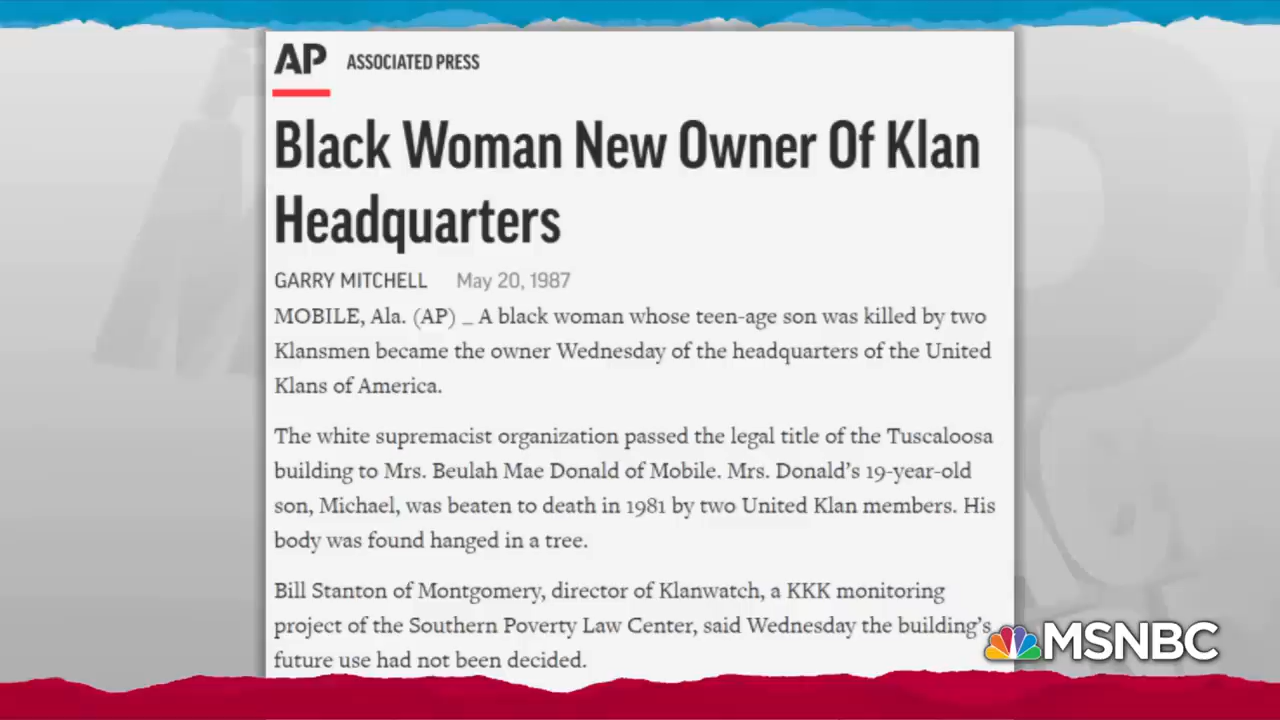 AP ASSOCIATED PRESS
Black Woman New Owner Of Klan
Headquarters
GARRY MITCHELL May 20, 1987
MOBILE, Ala. (AP) _ A black woman whose teen-age son was killed by two
Klansmen became the owner Wednesday of the headquarters of the United
Klans of America.
The white supremacist organization passed the legal title of the Tuscaloosa
building to Mrs. Beulah Mae Donald of Mobile. Mrs. Donald's 19-year-old
son, Michael, was beaten to death in 1981 by two United Klan members. His
body was found hanged in a tree.
Bill Stanton of Montgomery, director of Klanwatch, a KKK monitoring
project of the Southern Poverty Law Center, said Wednesday the building's
future use had not been decided.
MSNBC